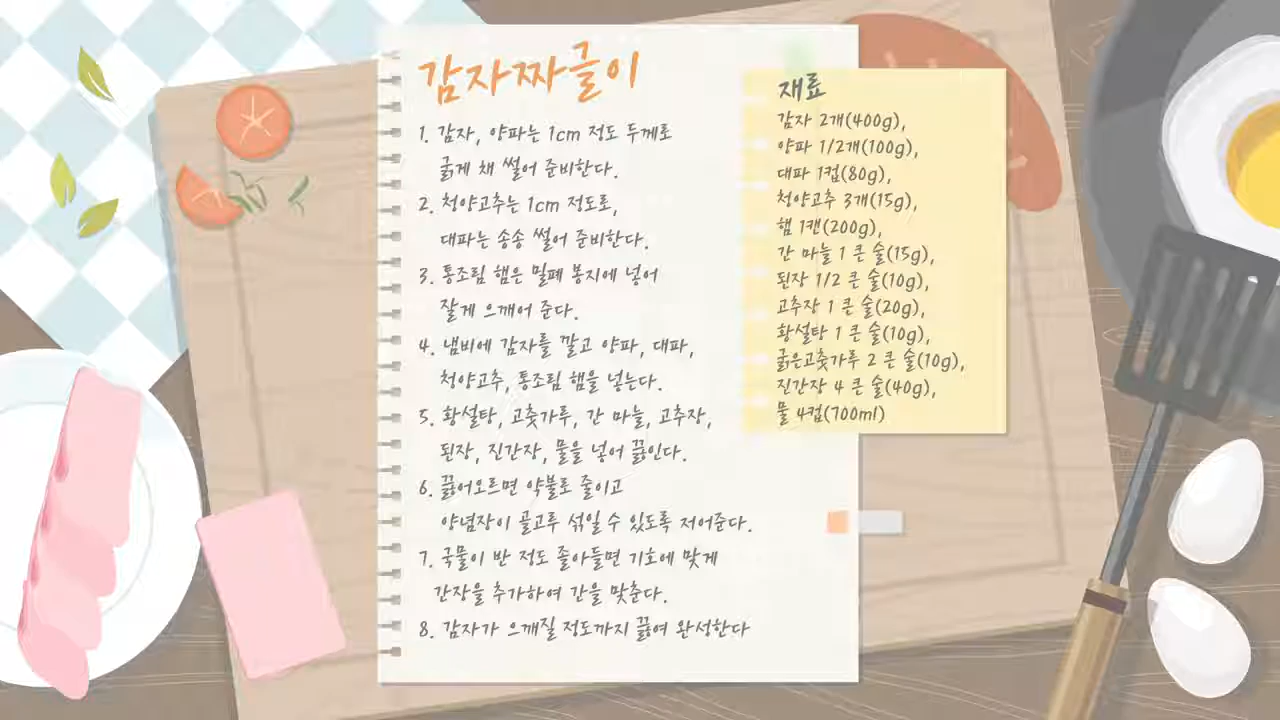 감자짜글이
1. 감자, 양파는 1cm 정도 두께로
굵게 채 썰어 준비한다.
2. 청양고추는 1cm 정도로,
대파는 송송 썰어 준비한다.
3. 통조림 햄은 밀폐 봉지에 넣어
잘게 으깨어 준다.
4. 냄비에 감자를 깔고 양파, 대파,
청양고추, 통조림 햄을 넣는다.
5. 황설탕, 고춧가루, 간 마늘, 고추장,
된장, 진간장, 물을 넣어 끓인다.
6. 끓어오르면 약불로 줄이고
양념장이 골고루 섞일 수 있도록 저어준다.
7. 국물이 반 정도 졸아들면 기호에 맞게
간장을 추가하여 간을 맞춘다.
8. 감자가 으깨질 정도까지 끓여 완성한다
재료
감자 2개(400g),
양파 1/2개(100g),
대파 1컵(80g),
청양고추 3개(15g),
햄 1캔(200g),
간 마늘 1 큰 술(15g),
된장 1/2 큰 술(10g),
고추장 1 큰 술(20g),
황설탕 1 큰 술(10g),
굵은고춧가루 2 큰 술(10g),
진간장 4 큰 술(40g),
물 4컵(700ml)